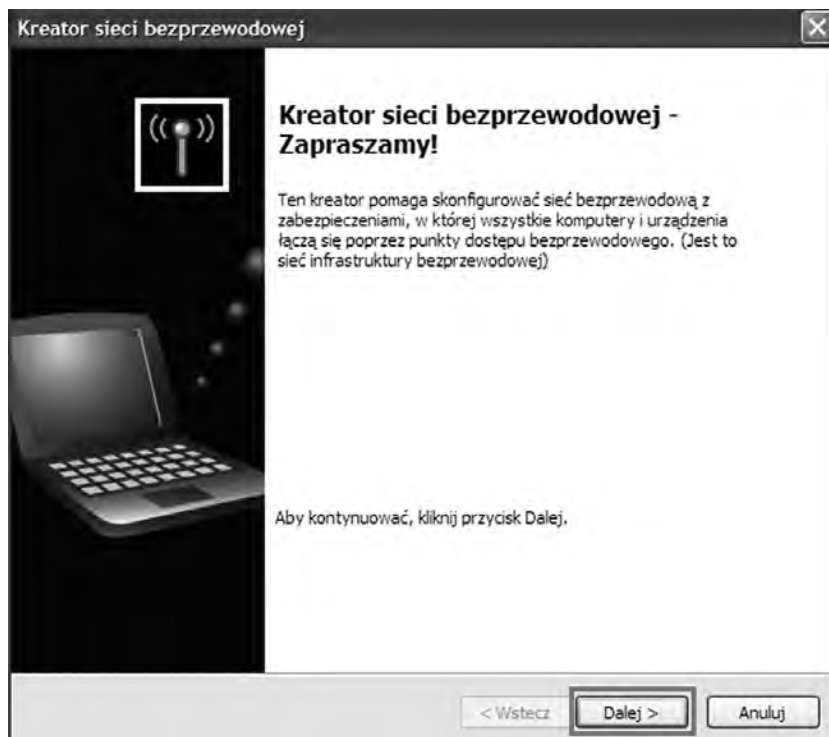 Kreator sieci bezprzewodowej
Kreator sieci bezprzewodowej -
Zapraszamy!
Ten kreator pomaga skonfigurować sieć bezprzewodową z
zabezpieczeniami, w której wszystkie komputery i urządzenia
łączą się poprzez punkty dostępu bezprzewodowego. (Jest to
sieć infrastruktury bezprzewodowej)
Aby kontynuować, kliknij przycisk Dalej.
< Wstecz Dalej > Anuluj